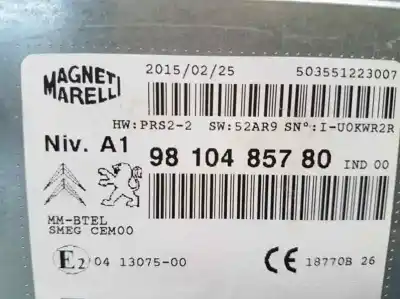 MAGNETI
MARELLI
2015/02/25 503551223007
HW:PRS2-2 SW:52AR9 SNº:I-U0KWR2R
Niv. A1 98 104 857 80 IND 00
MM-BTEL
SMEG CEM00
E2 04 13075-00 CE 18770B 26